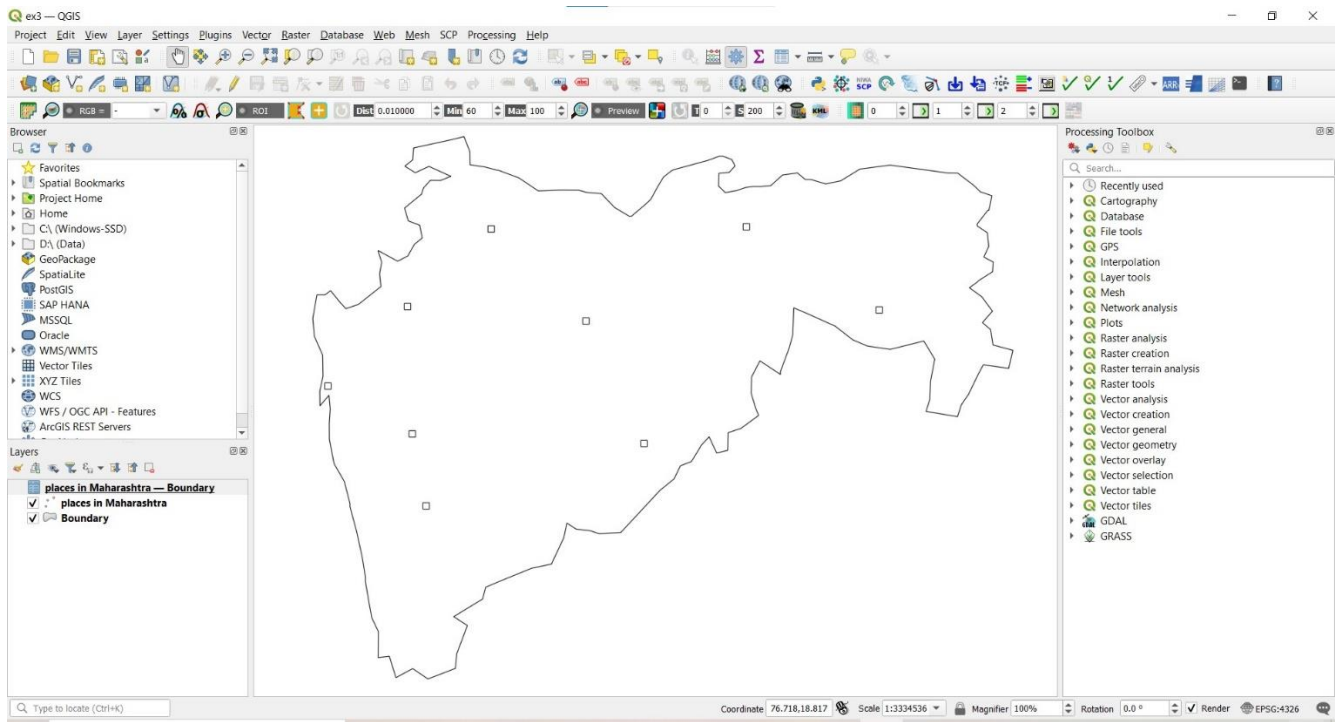 ex3 — QGIS
Project Edit View Layer Settings Plugins Vector Raster Database Web Mesh SCP Processing Help
RGB = - ROI Dist 0.010000 Min 60 Max 100 Preview T 0 S 200 KML 0 1 2
Browser
Favorites
Spatial Bookmarks
Project Home
Home
C:\ (Windows-SSD)
D:\ (Data)
GeoPackage
SpatiaLite
PostGIS
SAP HANA
MSSQL
Oracle
WMS/WMTS
Vector Tiles
XYZ Tiles
WCS
WFS / OGC API - Features
ArcGIS REST Servers
Layers
places in Maharashtra — Boundary
places in Maharashtra
Boundary
Processing Toolbox
Search...
Recently used
Cartography
Database
File tools
GPS
Interpolation
Layer tools
Mesh
Network analysis
Plots
Raster analysis
Raster creation
Raster terrain analysis
Raster tools
Vector analysis
Vector creation
Vector general
Vector geometry
Vector overlay
Vector selection
Vector table
Vector tiles
GDAL
GRASS
Type to locate (Ctrl+K) Coordinate 76.718,18.817 Scale 1:3334536 Magnifier 100% Rotation 0.0 ° Render EPSG:4326